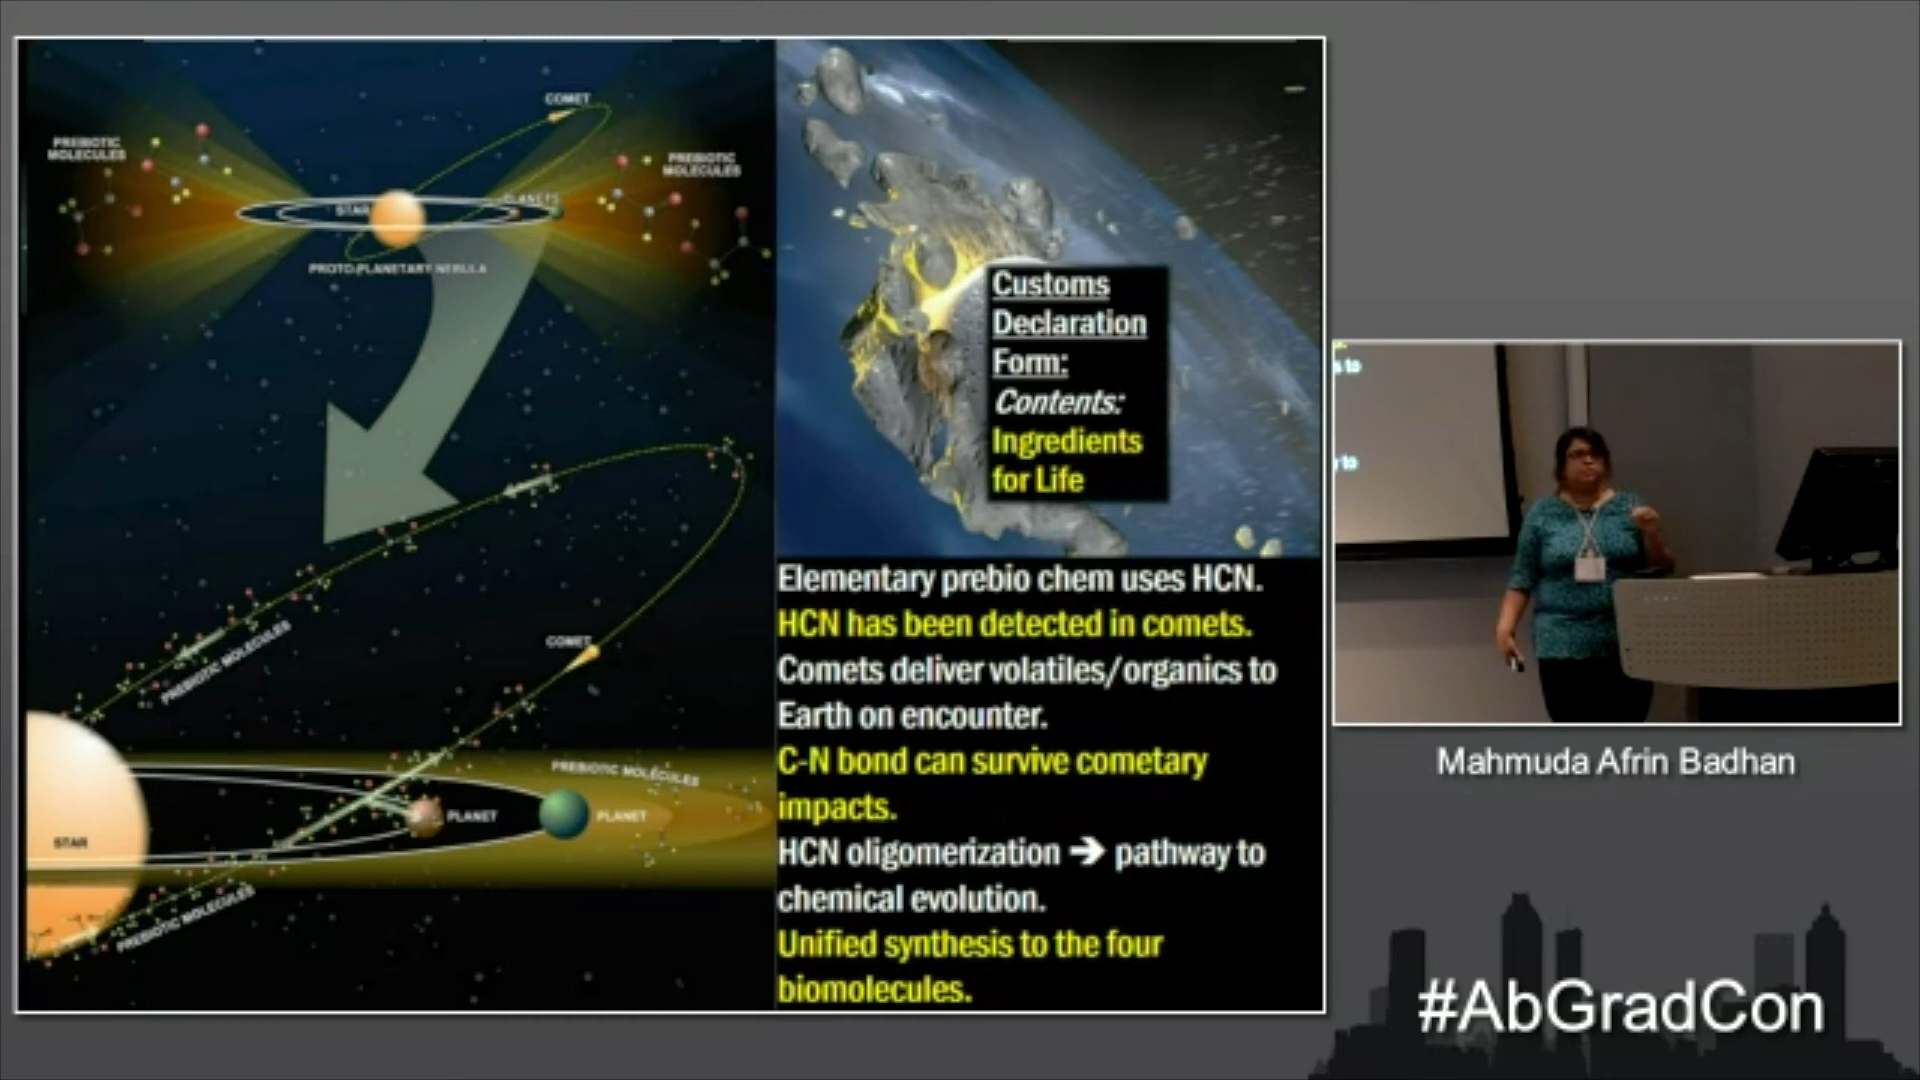 COMET
PREBIOTIC
MOLECULES
PREBIOTIC
MOLECULES
STAR
PLANETS
PROTO-PLANETARY NEBULA
PREBIOTIC MOLECULES
COMET
PREBIOTIC MOLECULES
PLANET
PLANET
STAR
PREBIOTIC MOLECULES
Customs
Declaration
Form:
Contents:
Ingredients
for Life
Elementary prebio chem uses HCN.
HCN has been detected in comets.
Comets deliver volatiles/organics to
Earth on encounter.
C-N bond can survive cometary
impacts.
HCN oligomerization ➔ pathway to
chemical evolution.
Unified synthesis to the four
biomolecules.
s to
to
Mahmuda Afrin Badhan
#AbGradCon